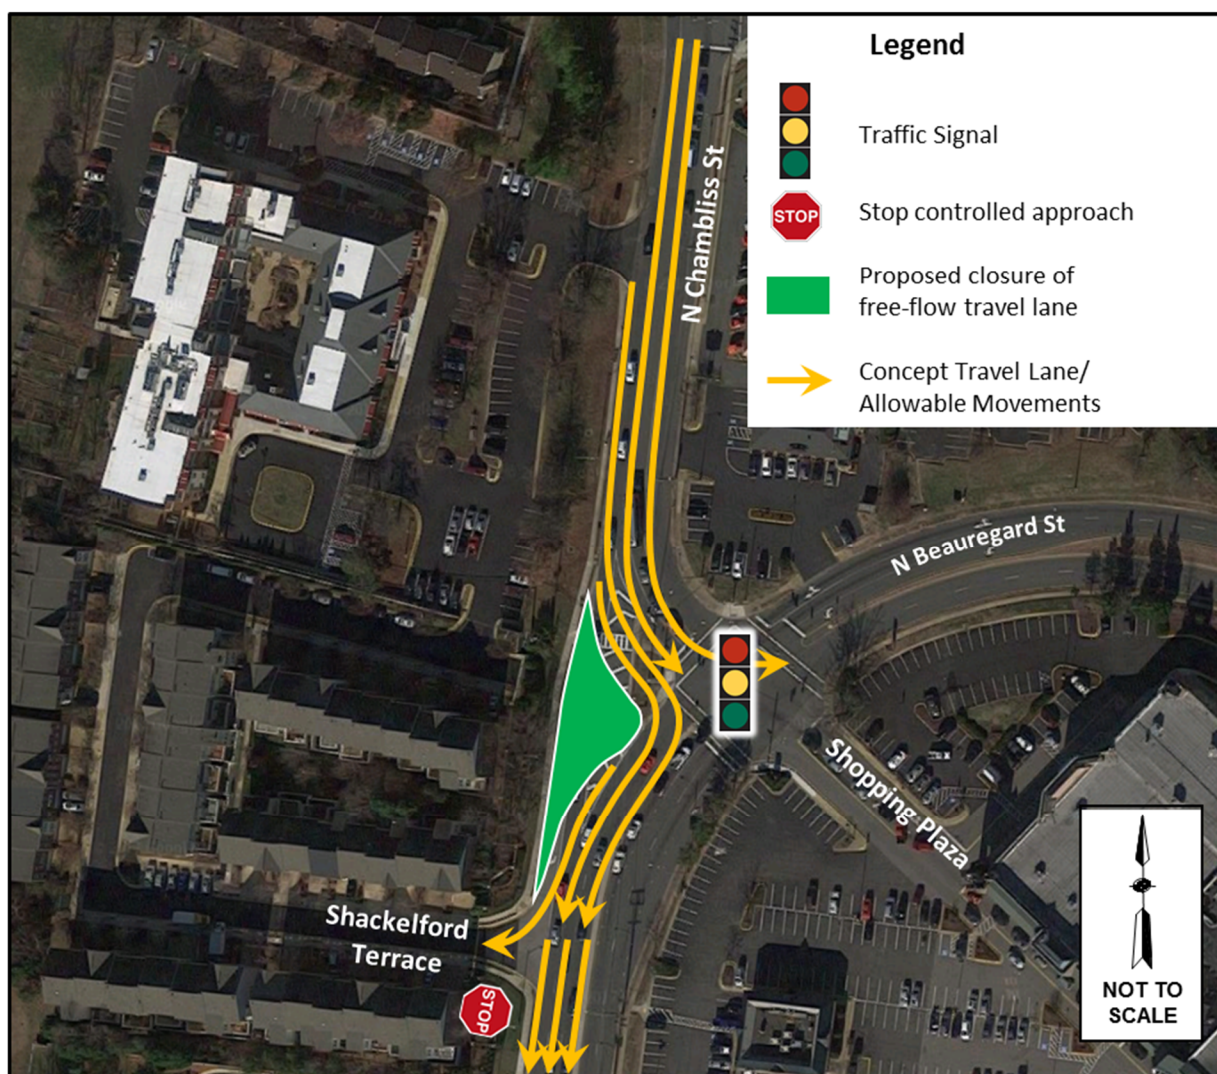 Legend
Traffic Signal
STOP
Stop controlled approach
Proposed closure of
free-flow travel lane
Concept Travel Lane/
Allowable Movements
N Chambliss St
N Beauregard St
Shopping Plaza
Shackelford
Terrace
STOP
NOT TO
SCALE